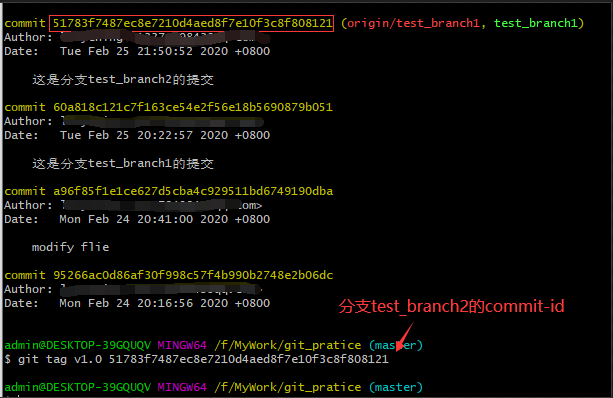 commit 51783f7487ec8e7210d4aed8f7e10f3c8f808121 (origin/test_branch1, test_branch1)
Author:
Date:   Tue Feb 25 21:50:52 2020 +0800
这是分支test_branch2的提交
commit 60a818c121c7f163ce54e2f56e18b5690879b051
Author:
Date:   Tue Feb 25 20:22:57 2020 +0800
这是分支test_branch1的提交
commit a96f85f1e1ce627d5cba4c929511bd6749190dba
Author:
Date:   Mon Feb 24 20:41:00 2020 +0800
modify flie
commit 95266ac0d86af30f998c57f4b990b2748e2b06dc
Author:
Date:   Mon Feb 24 20:16:56 2020 +0800
分支test_branch2的commit-id
admin@DESKTOP-39GQUQV MINGW64 /f/MyWork/git_pratice (master)
$ git tag v1.0 51783f7487ec8e7210d4aed8f7e10f3c8f808121
admin@DESKTOP-39GQUQV MINGW64 /f/MyWork/git_pratice (master)